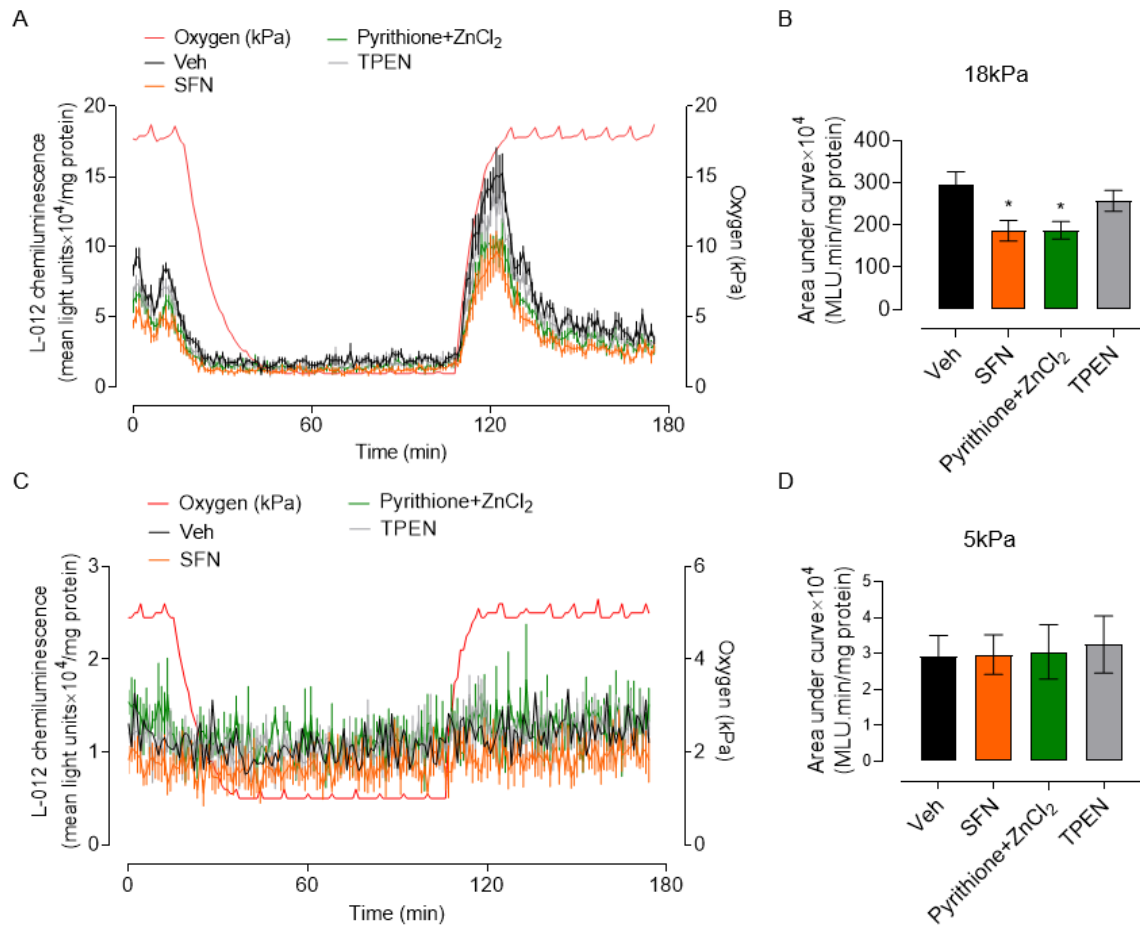 A
Oxygen (kPa)
Veh
SFN
Pyrithione+ZnCl₂
TPEN
L-012 chemiluminescence
(mean light units×10⁴/mg protein)
20
15
10
5
0
20
15
10
5
0
Oxygen
(kPa)
0
60
120
180
Time (min)
B
18kPa
Area under curve×10⁴
(MLU.min/mg protein)
400
300
200
100
0
*
*
Veh
SFN
Pyrithione+ZnCl₂
TPEN
C
Oxygen (kPa)
Veh
SFN
Pyrithione+ZnCl₂
TPEN
L-012 chemiluminescence
(mean light units×10⁴/mg protein)
3
2
1
0
6
4
2
0
Oxygen
(kPa)
0
60
120
180
Time (min)
D
5kPa
Area under curve×10⁴
(MLU.min/mg protein)
5
4
3
2
1
0
Veh
SFN
Pyrithione+ZnCl₂
TPEN